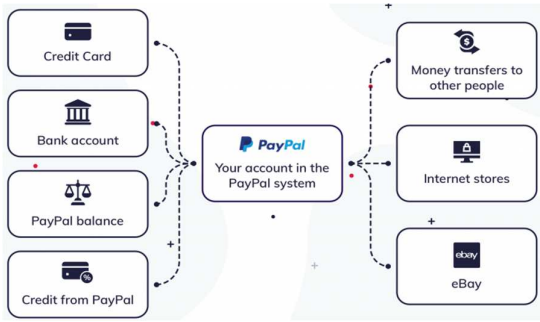 Credit Card
Bank account
PayPal balance
%
Credit from PayPal
PayPal
Your account in the
PayPal system
$
Money transfers to
other people
Internet stores
ebay
eBay